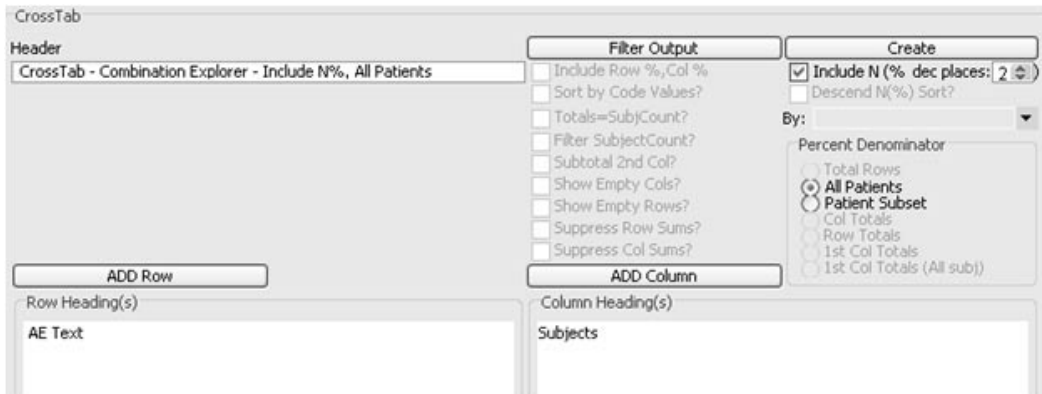 CrossTab
Header
CrossTab - Combination Explorer - Include N%, All Patients
Filter Output
Include Row %,Col %
Sort by Code Values?
Totals=SubjCount?
Filter SubjectCount?
Subtotal 2nd Col?
Show Empty Cols?
Show Empty Rows?
Suppress Row Sums?
Suppress Col Sums?
Create
Include N (% dec places: 2 )
Descend N(%) Sort?
By:
Percent Denominator
Total Rows
All Patients
Patient Subset
Col Totals
Row Totals
1st Col Totals
1st Col Totals (All subj)
ADD Row
ADD Column
Row Heading(s)
AE Text
Column Heading(s)
Subjects